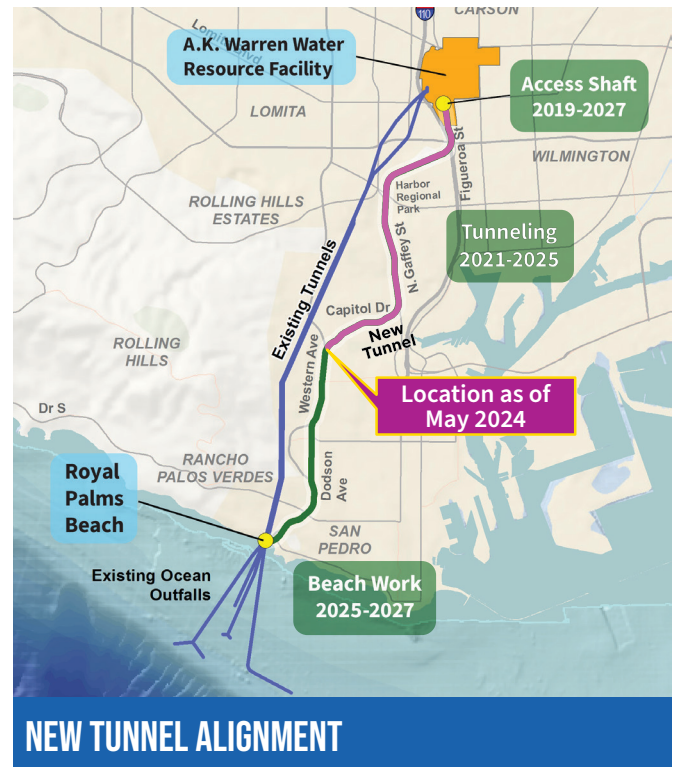 CARSON
110
Lomita Blvd
A.K. Warren Water
Resource Facility
Access Shaft
2019-2027
LOMITA
Figueroa St
WILMINGTON
Harbor
Regional
Park
ROLLING HILLS
ESTATES
Tunneling
2021-2025
N.Gaffey St
Existing Tunnels
Capitol Dr
New
Tunnel
ROLLING
HILLS
Western Ave
Location as of
May 2024
Dr S
Royal
Palms
Beach
RANCHO
PALOS VERDES
Dodson
Ave
SAN
PEDRO
Existing Ocean
Outfalls
Beach Work
2025-2027
NEW TUNNEL ALIGNMENT